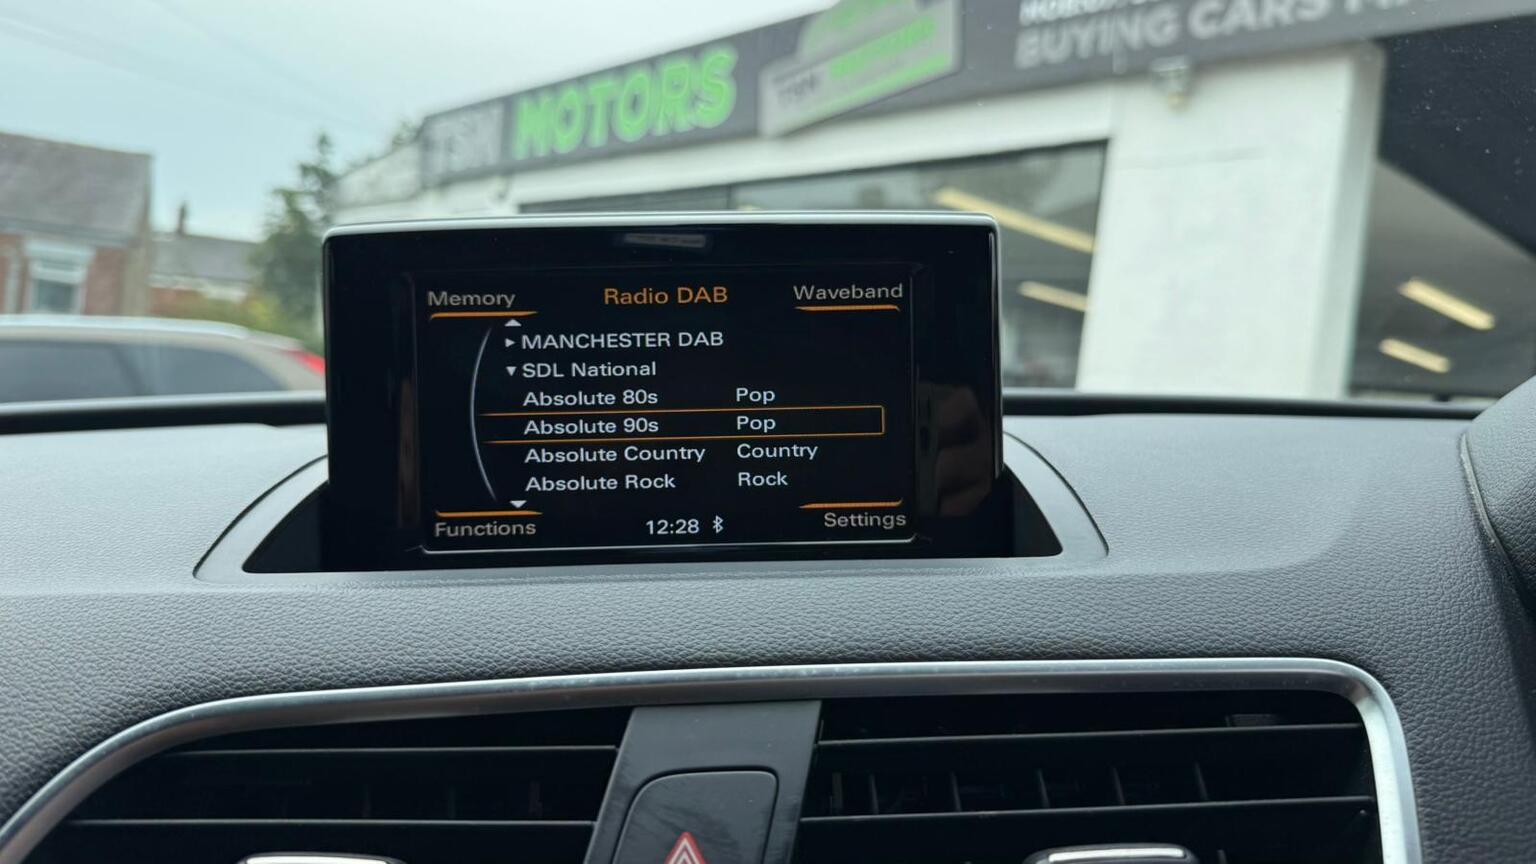 TSN MOTORS
BUYING CARS
Memory Radio DAB Waveband
▸ MANCHESTER DAB
▾ SDL National
Absolute 80s Pop
Absolute 90s Pop
Absolute Country Country
Absolute Rock Rock
Functions 12:28 Settings